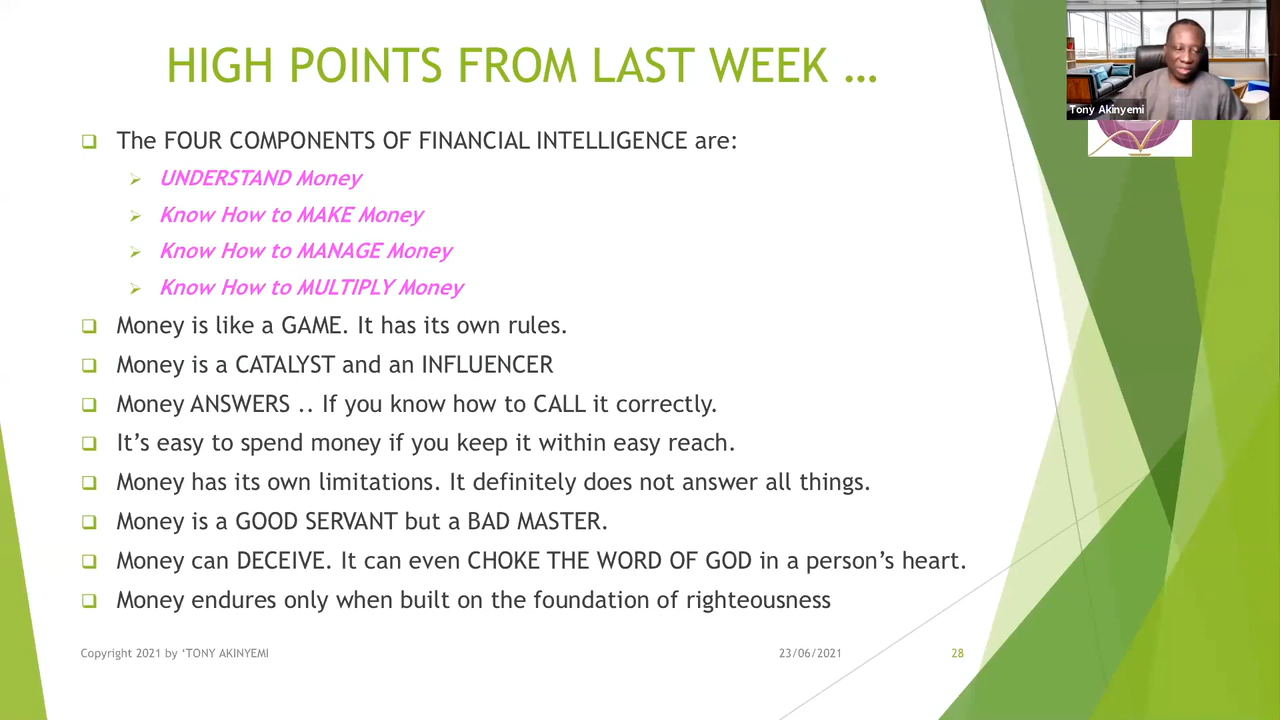 HIGH POINTS FROM LAST WEEK …
Tony Akinyemi
The FOUR COMPONENTS OF FINANCIAL INTELLIGENCE are:
UNDERSTAND Money
Know How to MAKE Money
Know How to MANAGE Money
Know How to MULTIPLY Money
Money is like a GAME. It has its own rules.
Money is a CATALYST and an INFLUENCER
Money ANSWERS .. If you know how to CALL it correctly.
It’s easy to spend money if you keep it within easy reach.
Money has its own limitations. It definitely does not answer all things.
Money is a GOOD SERVANT but a BAD MASTER.
Money can DECEIVE. It can even CHOKE THE WORD OF GOD in a person’s heart.
Money endures only when built on the foundation of righteousness
Copyright 2021 by ‘TONY AKINYEMI 23/06/2021 28